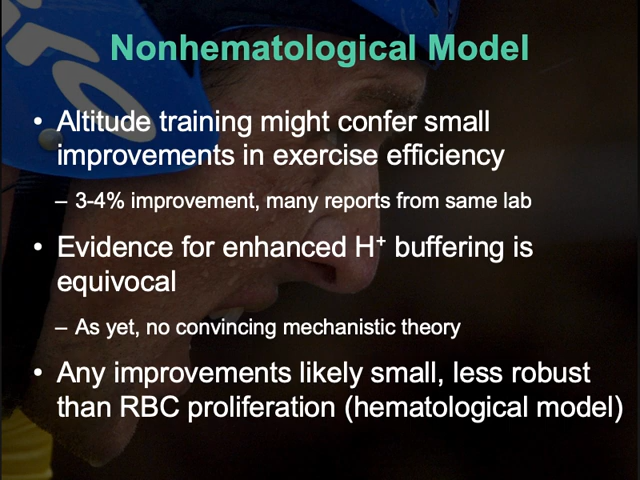 Nonhematological Model
• Altitude training might confer small
improvements in exercise efficiency
– 3-4% improvement, many reports from same lab
• Evidence for enhanced H⁺ buffering is
equivocal
– As yet, no convincing mechanistic theory
• Any improvements likely small, less robust
than RBC proliferation (hematological model)